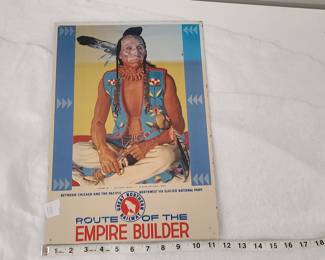 BETWEEN CHICAGO AND THE PACIFIC NORTHWEST VIA GLACIER NATIONAL PARK
GREAT NORTHERN
RAILWAY
ROUTE OF THE
EMPIRE BUILDER
1 2 3 4 5 6 7 8 9 10 11 12 13 14 15 16 17 18